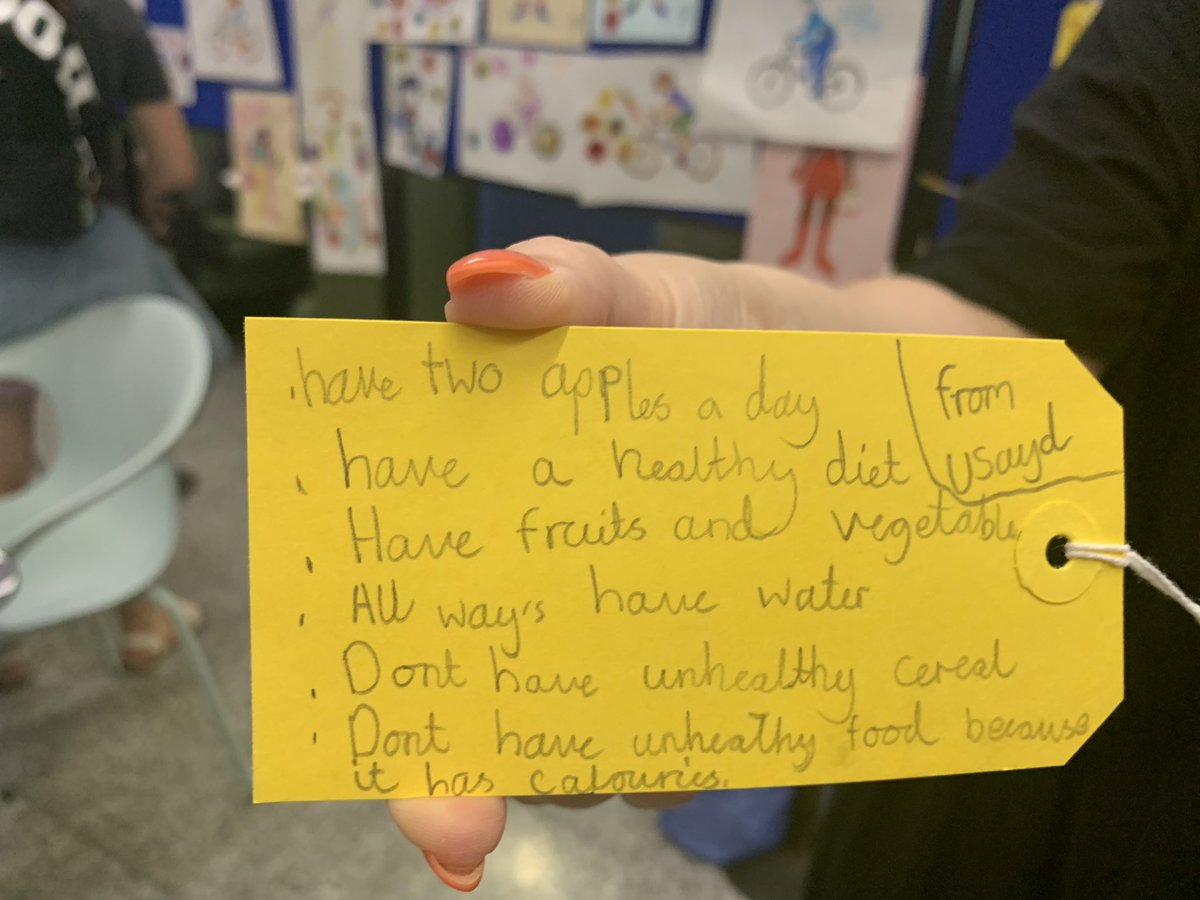 . have two apples a day
. have a healthy diet
. Have fruits and vegetable
. All way's have water
. Dont have unhealthy cereal
. Dont have unhealthy food because
it has calouries.
from
usayd